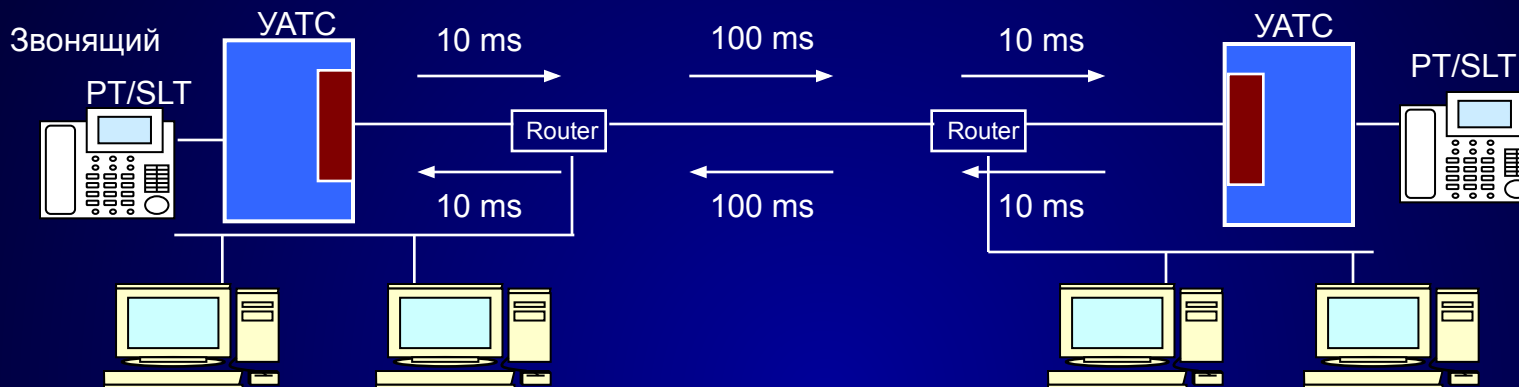 Звонящий
УАТС
10 ms
100 ms
10 ms
УАТС
PT/SLT
PT/SLT
Router
Router
10 ms
100 ms
10 ms